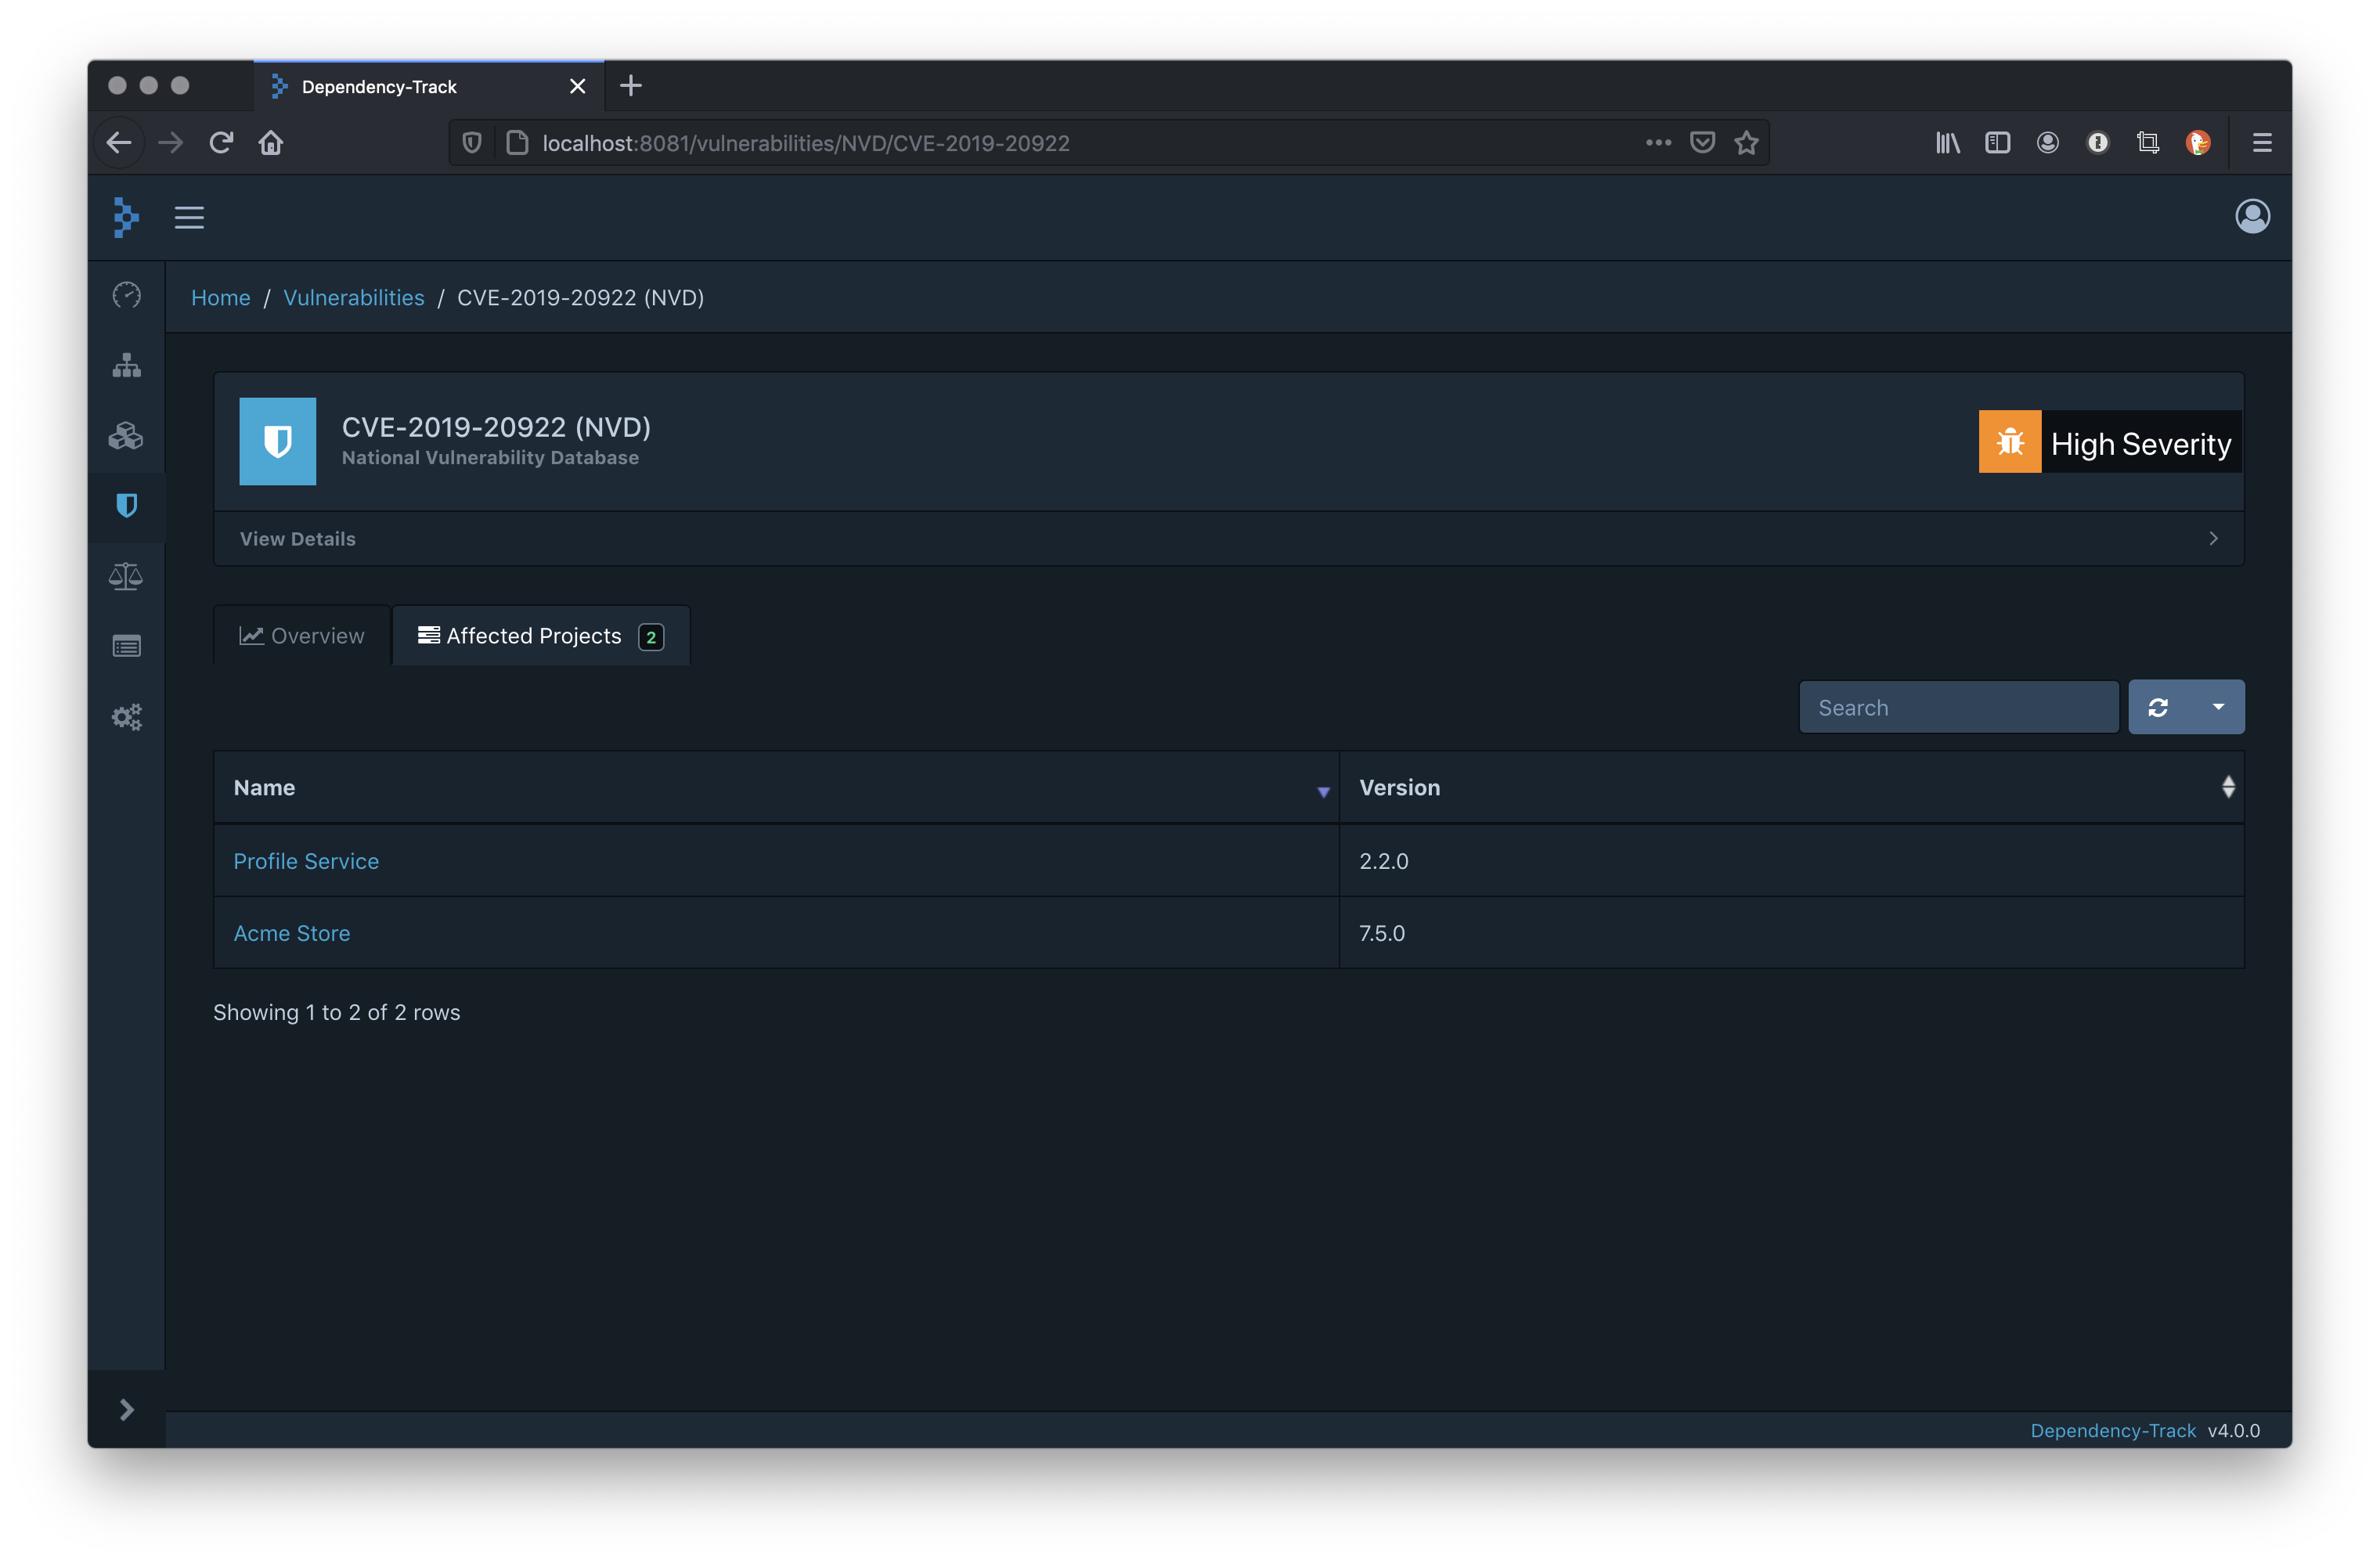 Dependency-Track
localhost:8081/vulnerabilities/NVD/CVE-2019-20922
Home / Vulnerabilities / CVE-2019-20922 (NVD)
CVE-2019-20922 (NVD)
National Vulnerability Database
High Severity
View Details
Overview
Affected Projects 2
Search
Name Version
Profile Service 2.2.0
Acme Store 7.5.0
Showing 1 to 2 of 2 rows
Dependency-Track v4.0.0